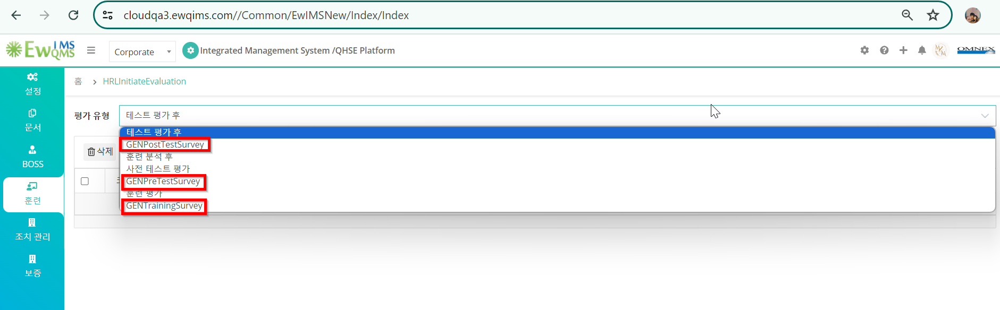 cloudqa3.ewqims.com//Common/EwIMSNew/Index/Index
EwIMS QMS
Corporate
Integrated Management System /QHSE Platform
OMNEX
설정
홈 > HRLInitiateEvaluation
문서
평가 유형
테스트 평가 후
테스트 평가 후
GENPostTestSurvey
삭제
훈련 분석 후
사전 테스트 평가
GENPreTestSurvey
훈련 평가
GENTrainingSurvey
BOSS
훈련
조치 관리
보증